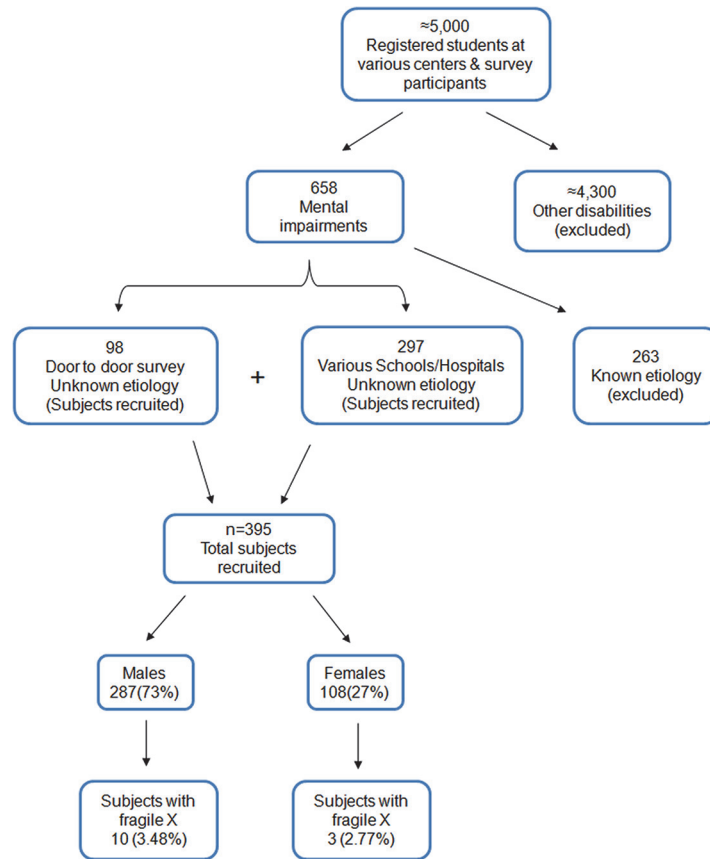 ≈5,000
Registered students at
various centers & survey
participants
658
Mental
impairments
≈4,300
Other disabilities
(excluded)
98
Door to door survey
Unknown etiology
(Subjects recruited)
+
297
Various Schools/Hospitals
Unknown etiology
(Subjects recruited)
263
Known etiology
(excluded)
n=395
Total subjects
recruited
Males
287(73%)
Females
108(27%)
Subjects with
fragile X
10 (3.48%)
Subjects with
fragile X
3 (2.77%)